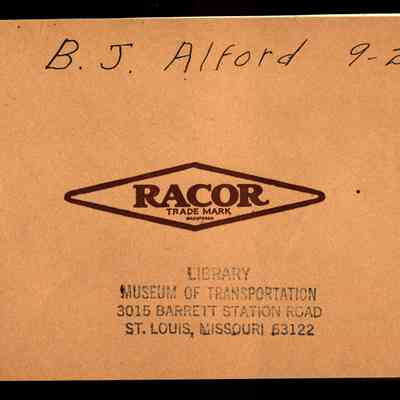 B. J. Alford 9-2
RACOR
TRADE MARK
LIBRARY
MUSEUM OF TRANSPORTATION
3015 BARRETT STATION ROAD
ST. LOUIS, MISSOURI 63122